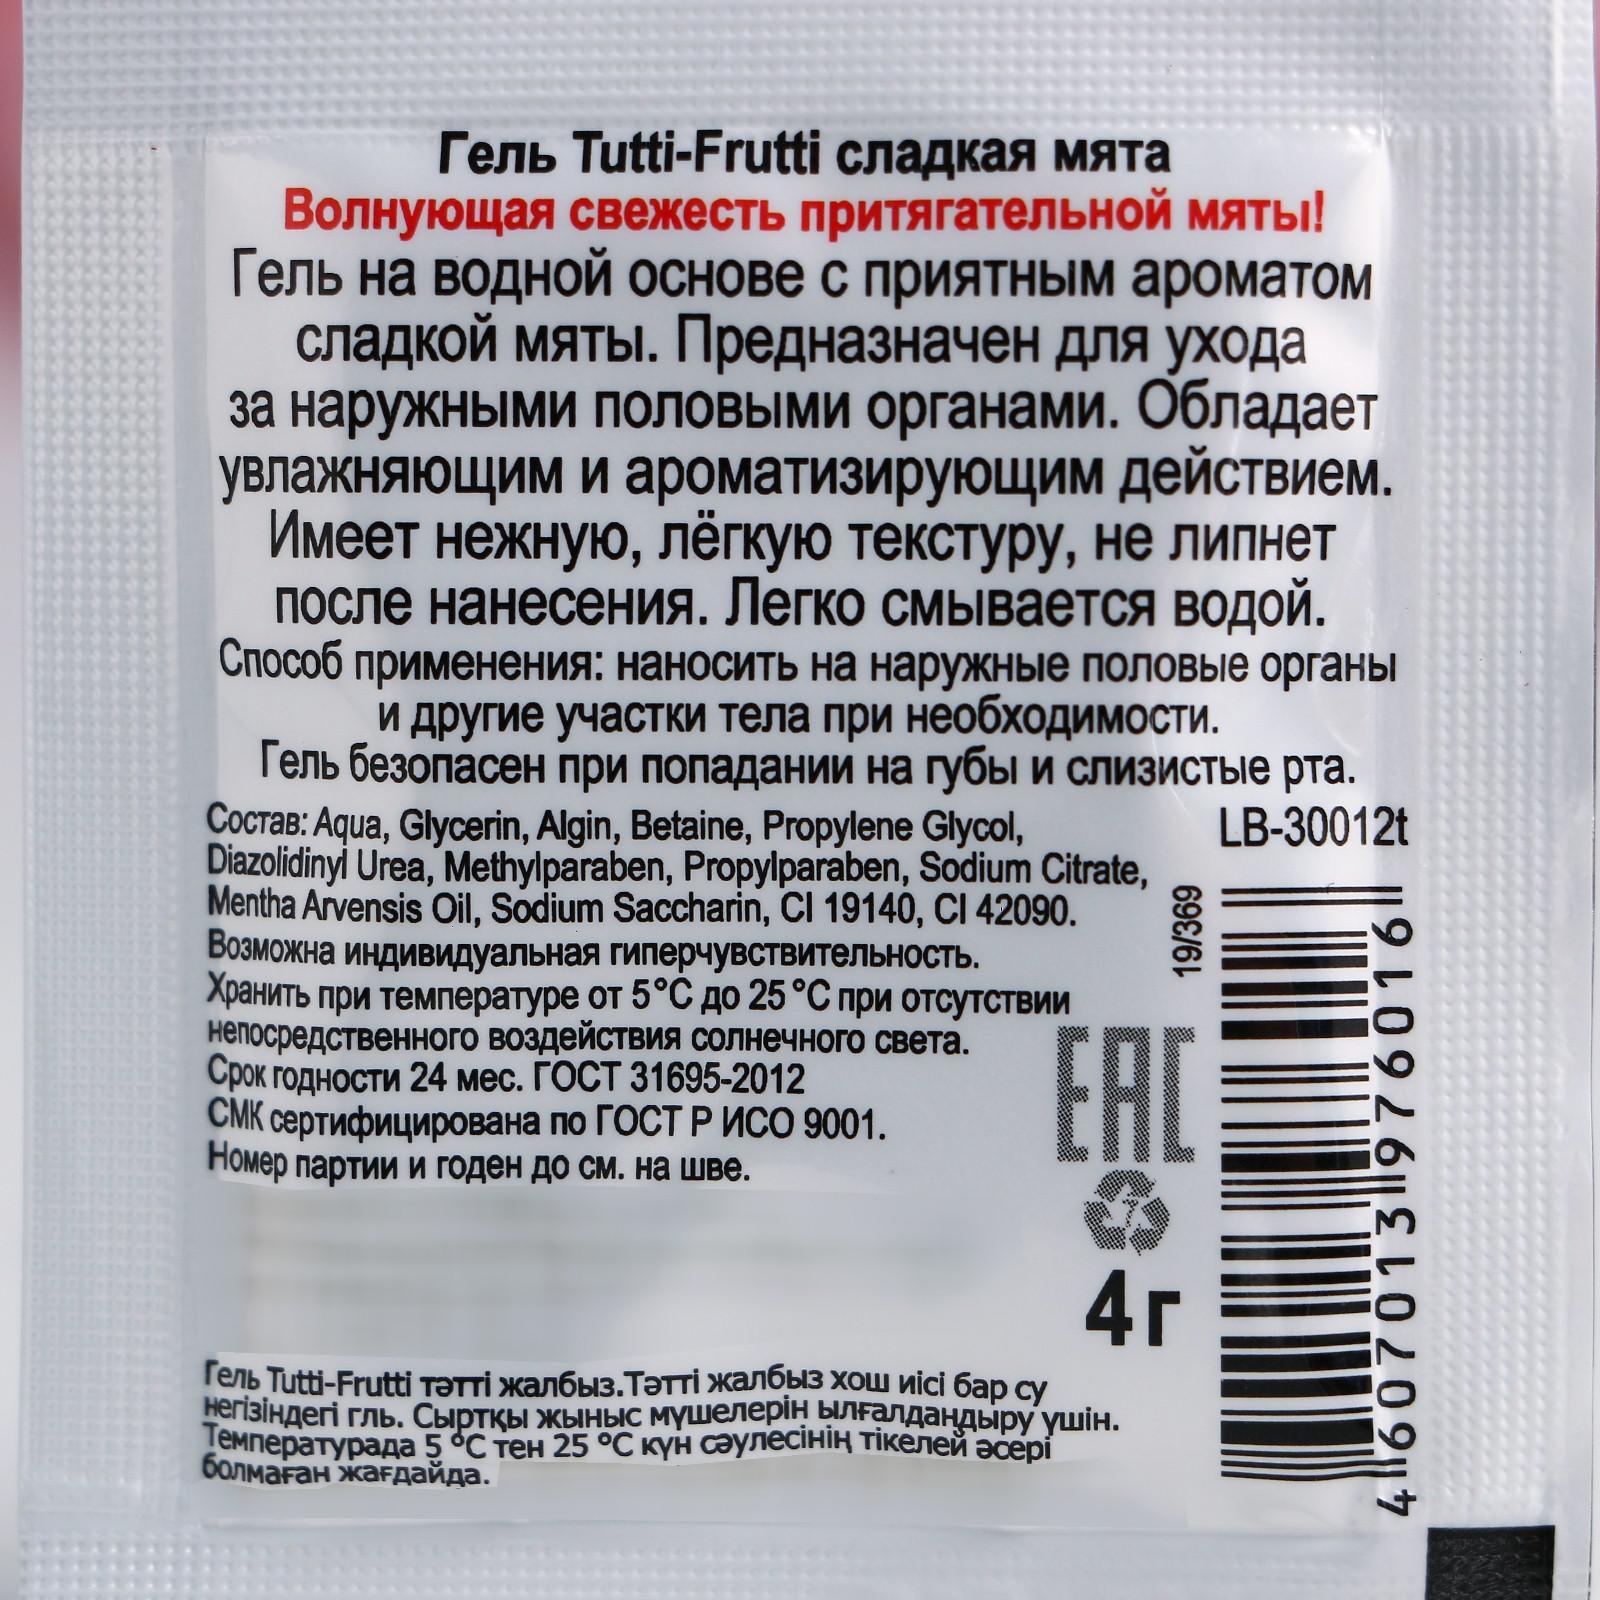 Гель Tutti-Frutti сладкая мята
Волнующая свежесть притягательной мяты!
Гель на водной основе с приятным ароматом
сладкой мяты. Предназначен для ухода
за наружными половыми органами. Обладает
увлажняющим и ароматизирующим действием.
Имеет нежную, лёгкую текстуру, не липнет
после нанесения. Легко смывается водой.
Способ применения: наносить на наружные половые органы
и другие участки тела при необходимости.
Гель безопасен при попадании на губы и слизистые рта.
Состав: Aqua, Glycerin, Algin, Betaine, Propylene Glycol,
Diazolidinyl Urea, Methylparaben, Propylparaben, Sodium Citrate,
Mentha Arvensis Oil, Sodium Saccharin, CI 19140, CI 42090.
Возможна индивидуальная гиперчувствительность.
Хранить при температуре от 5°C до 25°C при отсутствии
непосредственного воздействия солнечного света.
Срок годности 24 мес. ГОСТ 31695-2012
СМК сертифицирована по ГОСТ Р ИСО 9001.
Номер партии и годен до см. на шве.
LB-30012t
19/369
EAC
7
4 г
4 607013 976016
Гель Tutti-Frutti тәтті жалбыз.Тәтті жалбыз хош иісі бар су
негізіндегі гль. Сыртқы жыныс мүшелерін ылғалдандыру үшін.
Температурада 5 °C тен 25 °C күн сәулесінің тікелей әсері
болмаған жағдайда.